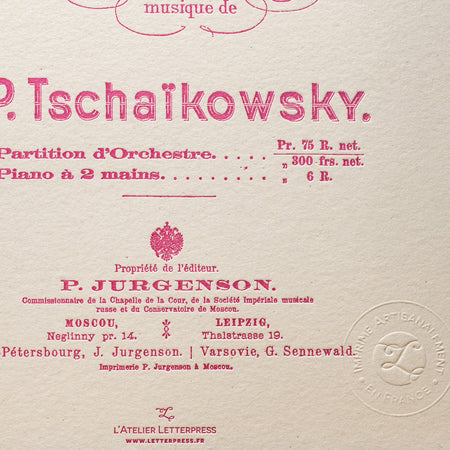 musique de
P. Tschaïkowsky.
Partition d'Orchestre..... Pr. 75 R. net.
„ 300 frs. net.
Piano à 2 mains......... „ 6 R.
Propriété de l'éditeur.
P. JURGENSON.
Commissionnaire de la Chapelle de la Cour, de la Société Impériale musicale
russe et du Conservatoire de Moscou.
MOSCOU, LEIPZIG,
Neglinny pr. 14. Thalstrasse 19.
Pétersbourg, J. Jurgenson. | Varsovie, G. Sennewald.
Imprimerie P. Jurgenson à Moscou.
IMPRIMÉ ARTISANALEMENT
EN FRANCE
L'Atelier Letterpress
WWW.LETTERPRESS.FR